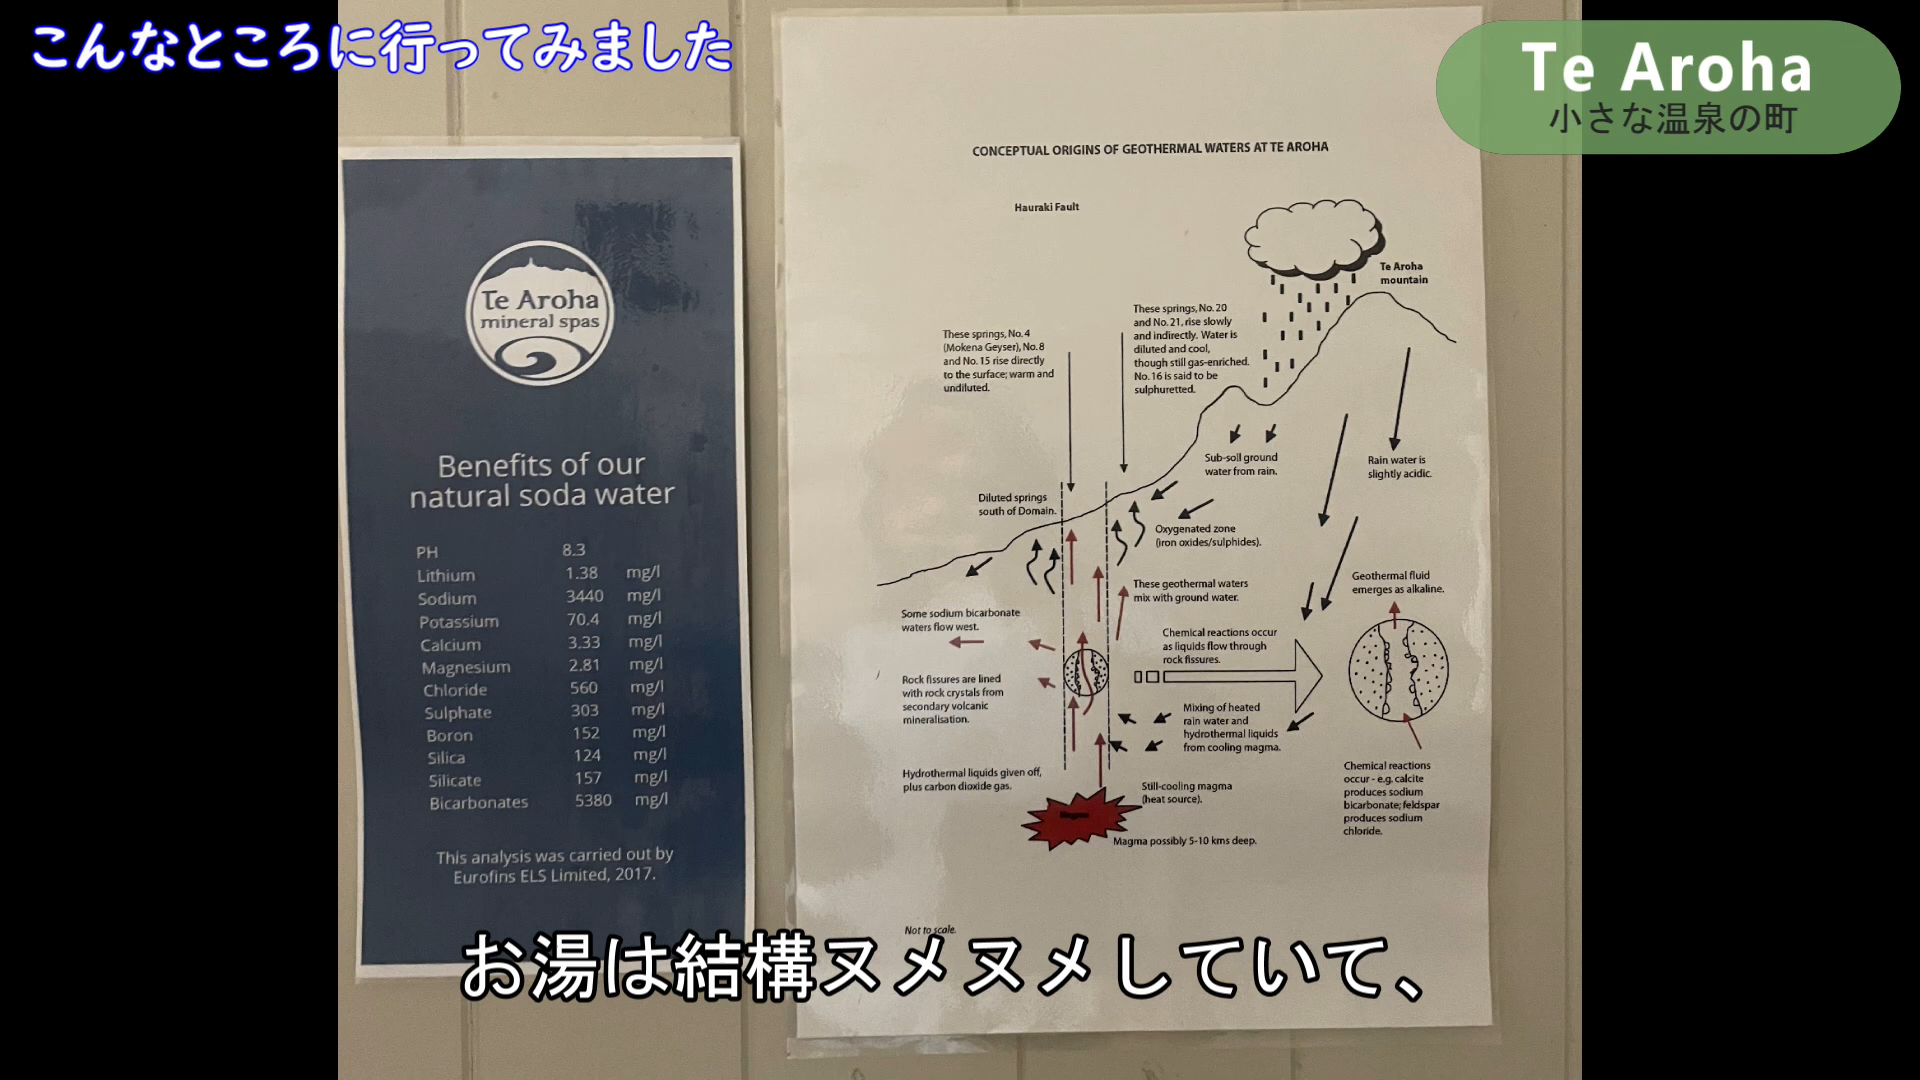 こんなところに行ってみました
Te Aroha
小さな温泉の町
Te Aroha
mineral spas
Benefits of our
natural soda water
PH 8.3
Lithium 1.38 mg/l
Sodium 3440 mg/l
Potassium 70.4 mg/l
Calcium 3.33 mg/l
Magnesium 2.81 mg/l
Chloride 560 mg/l
Sulphate 303 mg/l
Boron 152 mg/l
Silica 124 mg/l
Silicate 157 mg/l
Bicarbonates 5380 mg/l
This analysis was carried out by
Eurofins ELS Limited, 2017.
CONCEPTUAL ORIGINS OF GEOTHERMAL WATERS AT TE AROHA
Hauraki Fault
Te Aroha
mountain
These springs, No. 4
(Mokena Geyser), No. 8
and No. 15 rise directly
to the surface; warm and
undiluted.
These springs, No. 20
and No. 21, rise slowly
and indirectly. Water is
diluted and cool,
though still gas-enriched.
No. 16 is said to be
sulphuretted.
Sub-soil ground
water from rain.
Rain water is
slightly acidic.
Diluted springs
south of Domain.
Oxygenated zone
(iron oxides/sulphides).
These geothermal waters
mix with ground water.
Geothermal fluid
emerges as alkaline.
Some sodium bicarbonate
waters flow west.
Chemical reactions occur
as liquids flow through
rock fissures.
Rock fissures are lined
with rock crystals from
secondary volcanic
mineralisation.
Mixing of heated
rain water and
hydrothermal liquids
from cooling magma.
Hydrothermal liquids given off,
plus carbon dioxide gas.
Still-cooling magma
(heat source).
Magma
Magma possibly 5-10 kms deep.
Chemical reactions
occur - e.g. calcite
produces sodium
bicarbonate; feldspar
produces sodium
chloride.
Not to scale.
お湯は結構ヌメヌメしていて、